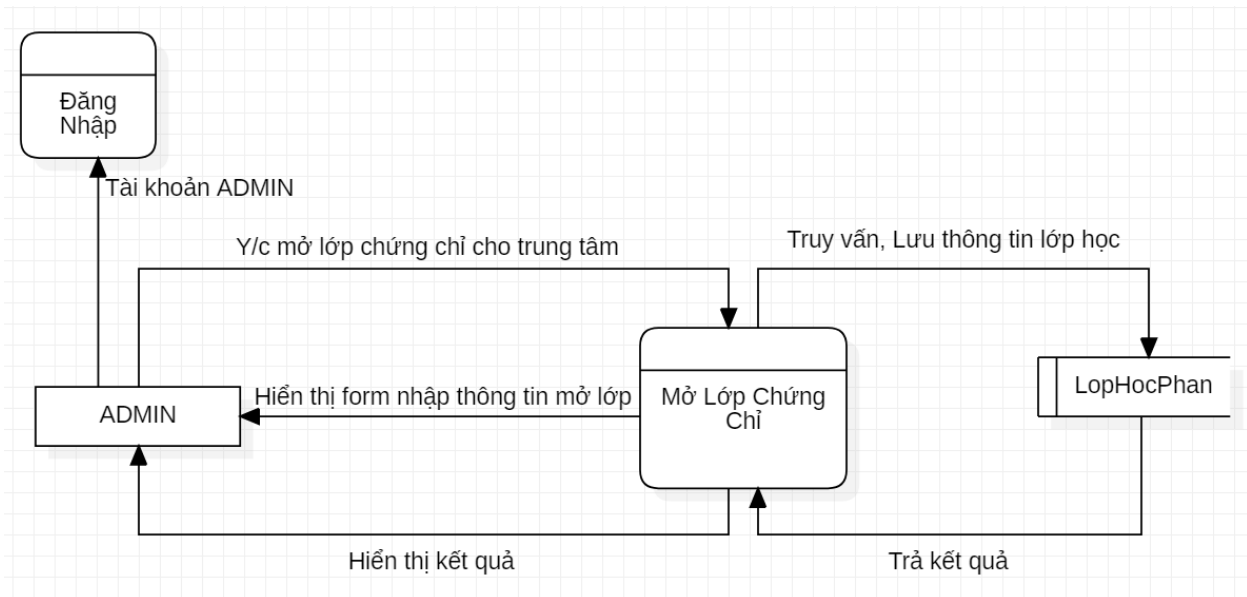 Đăng
Nhập
Tài khoản ADMIN
Y/c mở lớp chứng chỉ cho trung tâm
Truy vấn, Lưu thông tin lớp học
Hiển thị form nhập thông tin mở lớp
ADMIN
Mở Lớp Chứng
Chỉ
LopHocPhan
Hiển thị kết quả
Trả kết quả